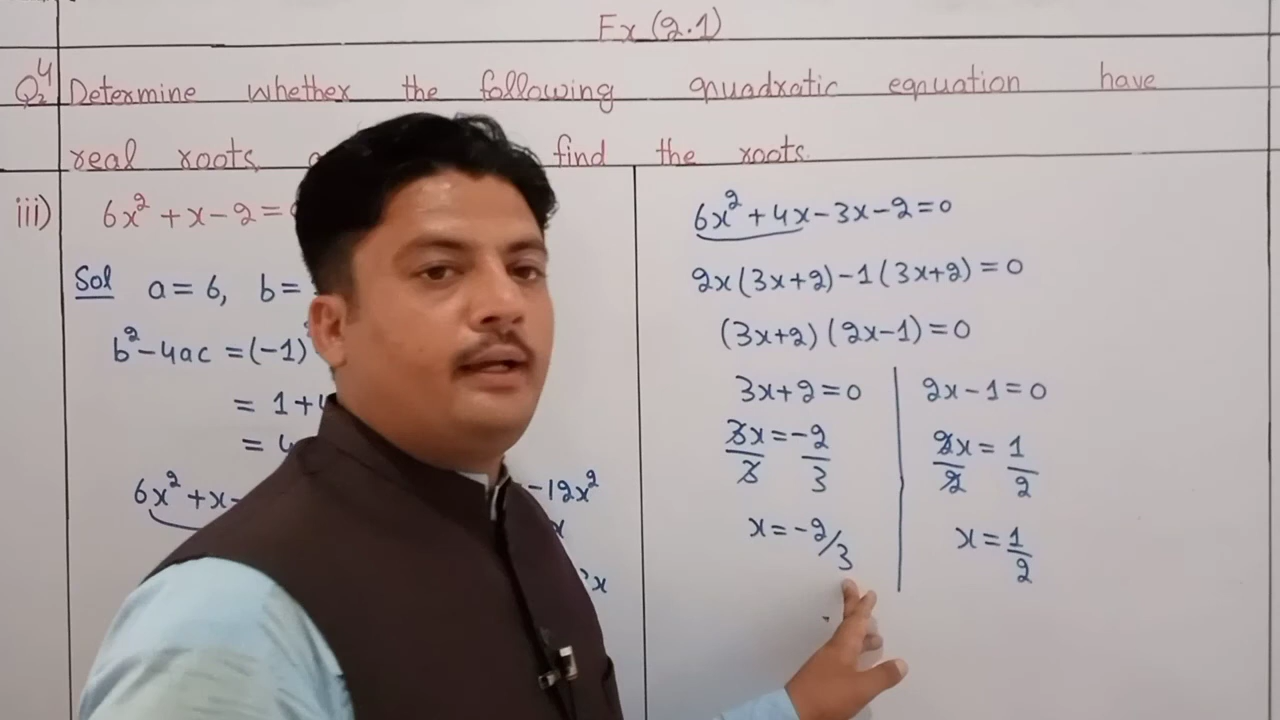 Ex (2.1)
Q4 Determine whether the following quadratic equation have
real roots, find the roots.
iii) 6x² + x - 2 =
Sol a = 6, b =
b² - 4ac = (-1)
= 1 +
= 4
6x² + x -
-12x²
x
x
6x² + 4x - 3x - 2 = 0
2x (3x+2) - 1 (3x+2) = 0
(3x+2) (2x-1) = 0
3x+2 = 0
3x/3 = -2/3
x = -2/3
2x - 1 = 0
2x/2 = 1/2
x = 1/2